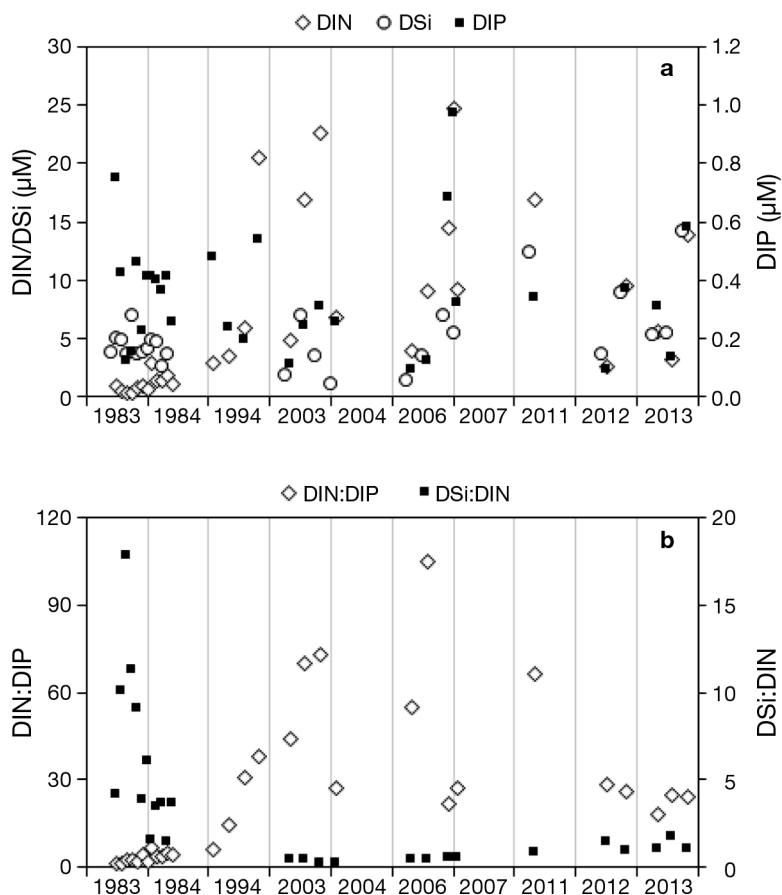 DIN DSi DIP
30 1.2
a
25 1.0
20 0.8
15 0.6
10 0.4
5 0.2
0 0.0
DIN/DSi (µM)
DIP (µM)
1983 1984 1994 2003 2004 2006 2007 2011 2012 2013
DIN:DIP DSi:DIN
120 20
b
90 15
60 10
30 5
0 0
DIN:DIP
DSi:DIN
1983 1984 1994 2003 2004 2006 2007 2011 2012 2013